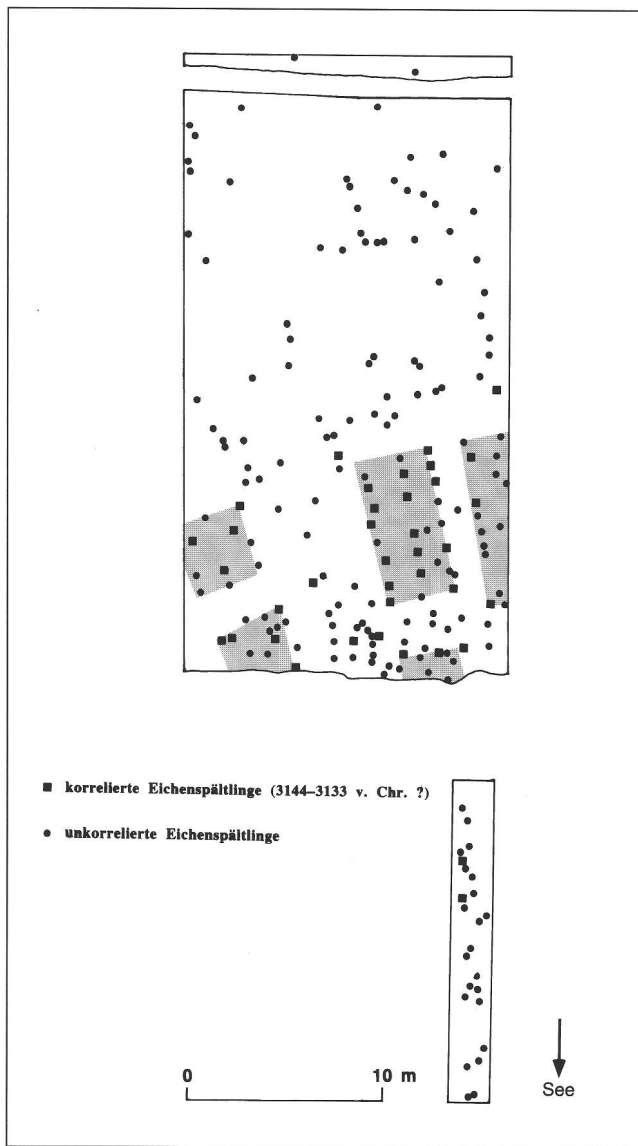 korrelierte Eichenspältlinge (3144–3133 v. Chr. ?)
unkorrelierte Eichenspältlinge
0 10 m
See